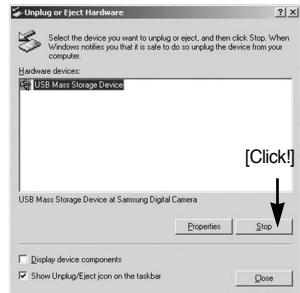 Unplug or Eject Hardware
Select the device you want to unplug or eject, and then click Stop. When
Windows notifies you that it is safe to do so unplug the device from your
computer.
Hardware devices:
USB Mass Storage Device
[Click!]
USB Mass Storage Device at Samsung Digital Camera
Properties
Stop
Display device components
Show Unplug/Eject icon on the taskbar
Close